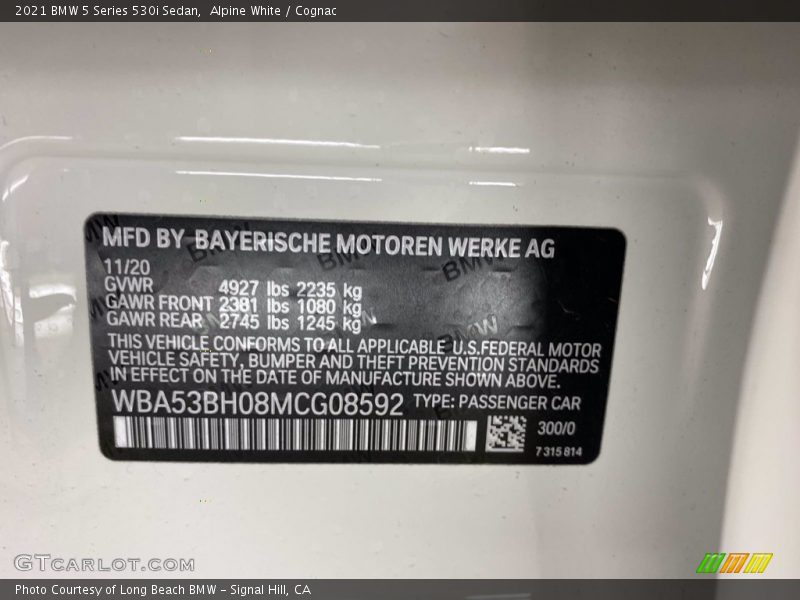 2021 BMW 5 Series 530i Sedan, Alpine White / Cognac
MFD BY BAYERISCHE MOTOREN WERKE AG
11/20
GVWR 4927 lbs 2235 kg
GAWR FRONT 2381 lbs 1080 kg
GAWR REAR 2745 lbs 1245 kg
THIS VEHICLE CONFORMS TO ALL APPLICABLE U.S.FEDERAL MOTOR
VEHICLE SAFETY, BUMPER AND THEFT PREVENTION STANDARDS
IN EFFECT ON THE DATE OF MANUFACTURE SHOWN ABOVE.
WBA53BH08MCG08592 TYPE: PASSENGER CAR
300/0
7 315 814
GTCARLOT.COM
Photo Courtesy of Long Beach BMW - Signal Hill, CA